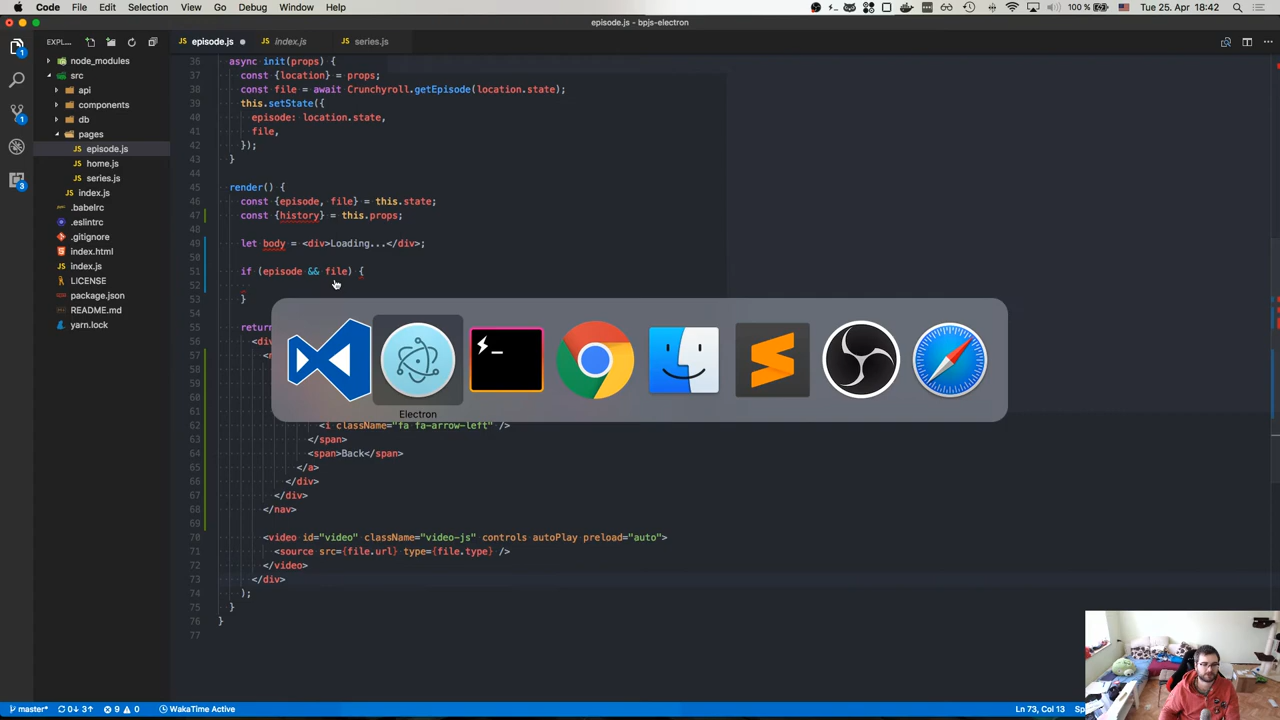 Code File Edit Selection View Go Debug Window Help 100 % Tue 25. Apr 18:42
episode.js - bpjs-electron
EXPL...
episode.js index.js series.js
node_modules
src
api
components
db
pages
JS episode.js
JS home.js
JS series.js
JS index.js
.babelrc
.eslintrc
.gitignore
index.html
JS index.js
LICENSE
package.json
README.md
yarn.lock
1
1
3
36 async init(props) {
37 const {location} = props;
38 const file = await Crunchyroll.getEpisode(location.state);
39 this.setState({
40 episode: location.state,
41 file,
42 });
43 }
44
45 render() {
46 const {episode, file} = this.state;
47 const {history} = this.props;
48
49 let body = <div>Loading...</div>;
50
51 if (episode && file) {
52
53 }
54
55 return
56 <di
57 <n
58
59
60
61
62 <i className="fa fa-arrow-left" />
63 </span>
64 <span>Back</span>
65 </a>
66 </div>
67 </div>
68 </nav>
69
70 <video id="video" className="video-js" controls autoPlay preload="auto">
71 <source src={file.url} type={file.type} />
72 </video>
73 </div>
74 );
75 }
76 }
77
Electron
master* 0↓ 3↑ 9 0 WakaTime Active Ln 73, Col 13